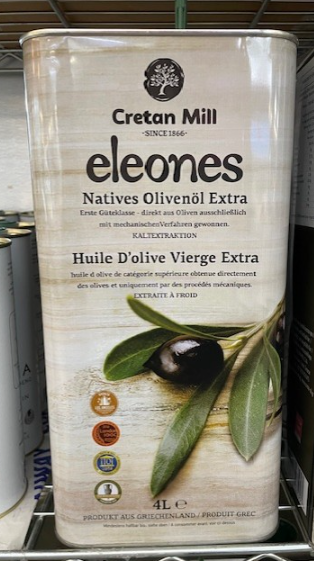 Cretan Mill
-SINCE 1866-
eleones
Natives Olivenöl Extra
Erste Güteklasse - direkt aus Oliven ausschließlich
mit mechanischenVerfahren gewonnen.
KALTEXTRAKTION
Huile D'olive Vierge Extra
huile d olive de catégorie supérieure obtenue directement
des olives et uniquement par des procédés mécaniques.
EXTRAITE À FROID
4L ℮
PRODUKT AUS GRIECHENLAND / PRODUIT GREC